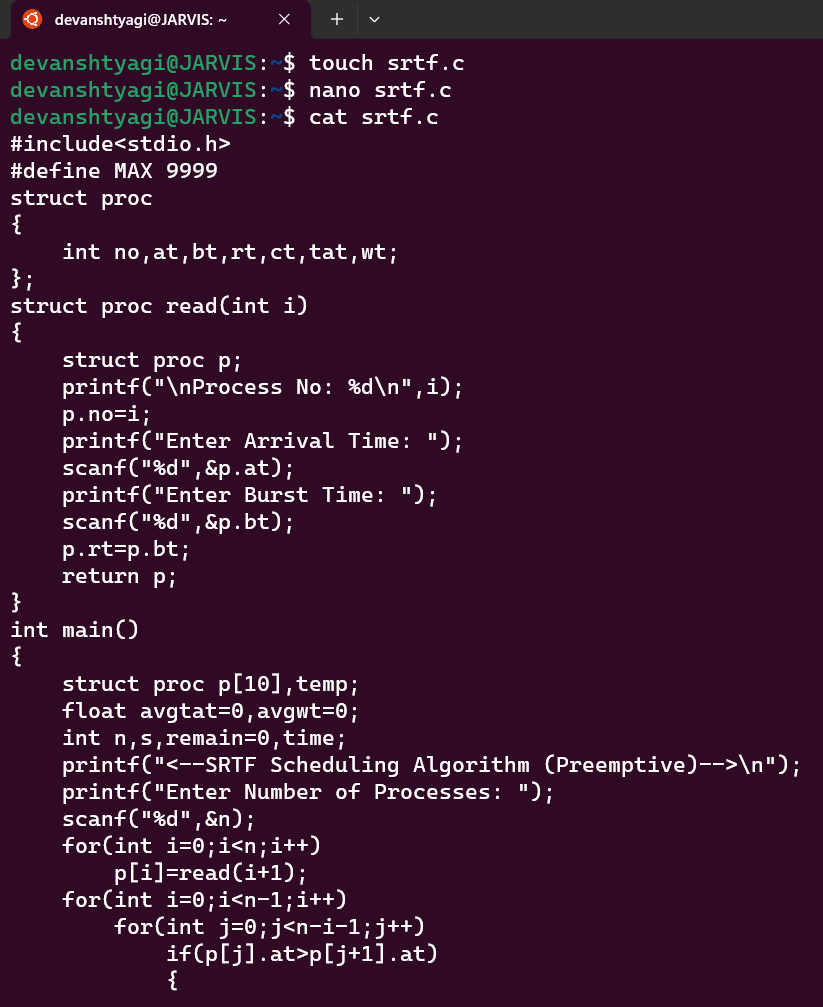 devanshtyagi@JARVIS: ~
devanshtyagi@JARVIS:~$ touch srtf.c
devanshtyagi@JARVIS:~$ nano srtf.c
devanshtyagi@JARVIS:~$ cat srtf.c
#include<stdio.h>
#define MAX 9999
struct proc
{
    int no,at,bt,rt,ct,tat,wt;
};
struct proc read(int i)
{
    struct proc p;
    printf("\nProcess No: %d\n",i);
    p.no=i;
    printf("Enter Arrival Time: ");
    scanf("%d",&p.at);
    printf("Enter Burst Time: ");
    scanf("%d",&p.bt);
    p.rt=p.bt;
    return p;
}
int main()
{
    struct proc p[10],temp;
    float avgtat=0,avgwt=0;
    int n,s,remain=0,time;
    printf("<--SRTF Scheduling Algorithm (Preemptive)-->\n");
    printf("Enter Number of Processes: ");
    scanf("%d",&n);
    for(int i=0;i<n;i++)
        p[i]=read(i+1);
    for(int i=0;i<n-1;i++)
        for(int j=0;j<n-i-1;j++)
            if(p[j].at>p[j+1].at)
            {